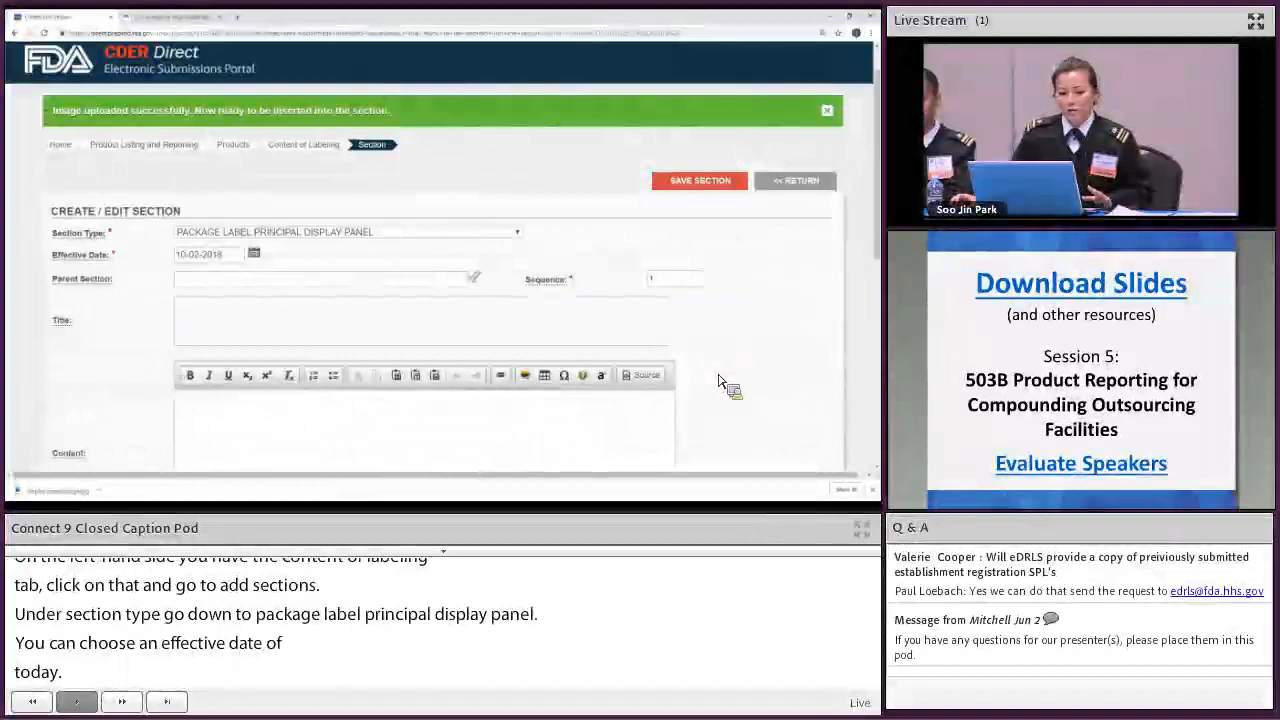 FDA
CDER Direct
Electronic Submissions Portal
Image uploaded successfully. Now ready to be inserted into the section.
Home Product Listing and Reporting Products Content of Labeling Section
SAVE SECTION << RETURN
CREATE / EDIT SECTION
Section Type: * PACKAGE LABEL PRINCIPAL DISPLAY PANEL
Effective Date: * 10-02-2018
Parent Section: Sequence: * 1
Title:
B I U Source
Content:
Connect 9 Closed Caption Pod
On the left-hand side you have the content of labeling
tab, click on that and go to add sections.
Under section type go down to package label principal display panel.
You can choose an effective date of
today.
Live
Live Stream (1)
Soo Jin Park
Download Slides
(and other resources)
Session 5:
503B Product Reporting for
Compounding Outsourcing
Facilities
Evaluate Speakers
Q & A
Valerie Cooper : Will eDRLS provide a copy of preiviously submitted
establishment registration SPL's
Paul Loebach: Yes we can do that send the request to edrls@fda.hhs.gov
Message from Mitchell Jun 2
If you have any questions for our presenter(s), please place them in this
pod.